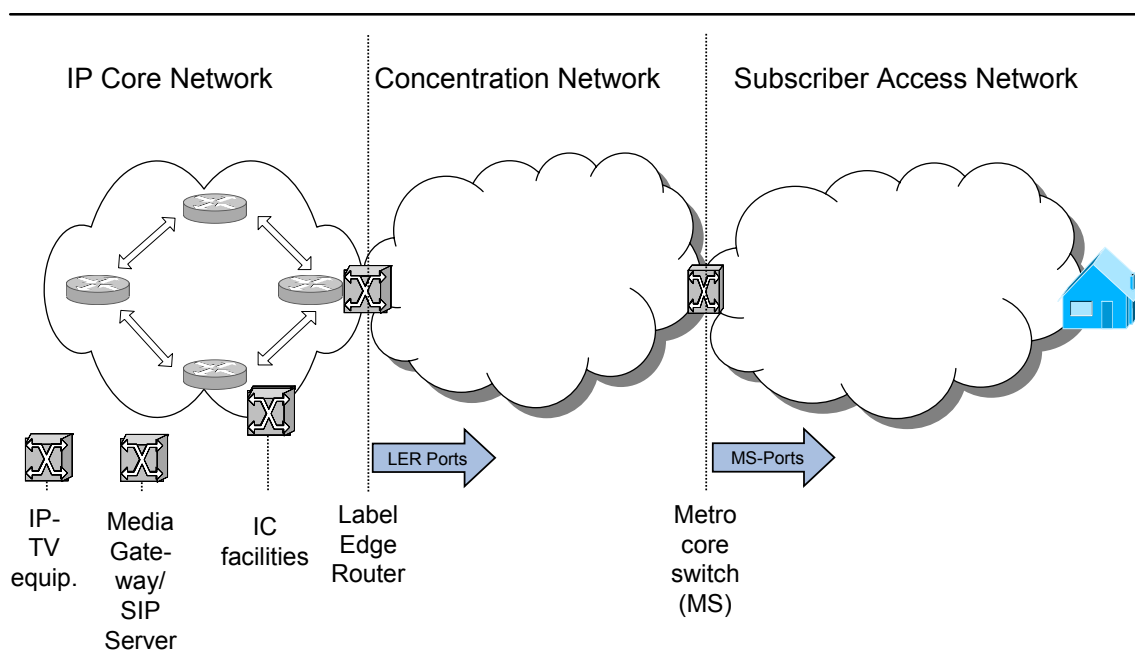 IP Core Network
Concentration Network
Subscriber Access Network
LER Ports
MS-Ports
IP-
TV
equip.
Media
Gate-
way/
SIP
Server
IC
facilities
Label
Edge
Router
Metro
core
switch
(MS)